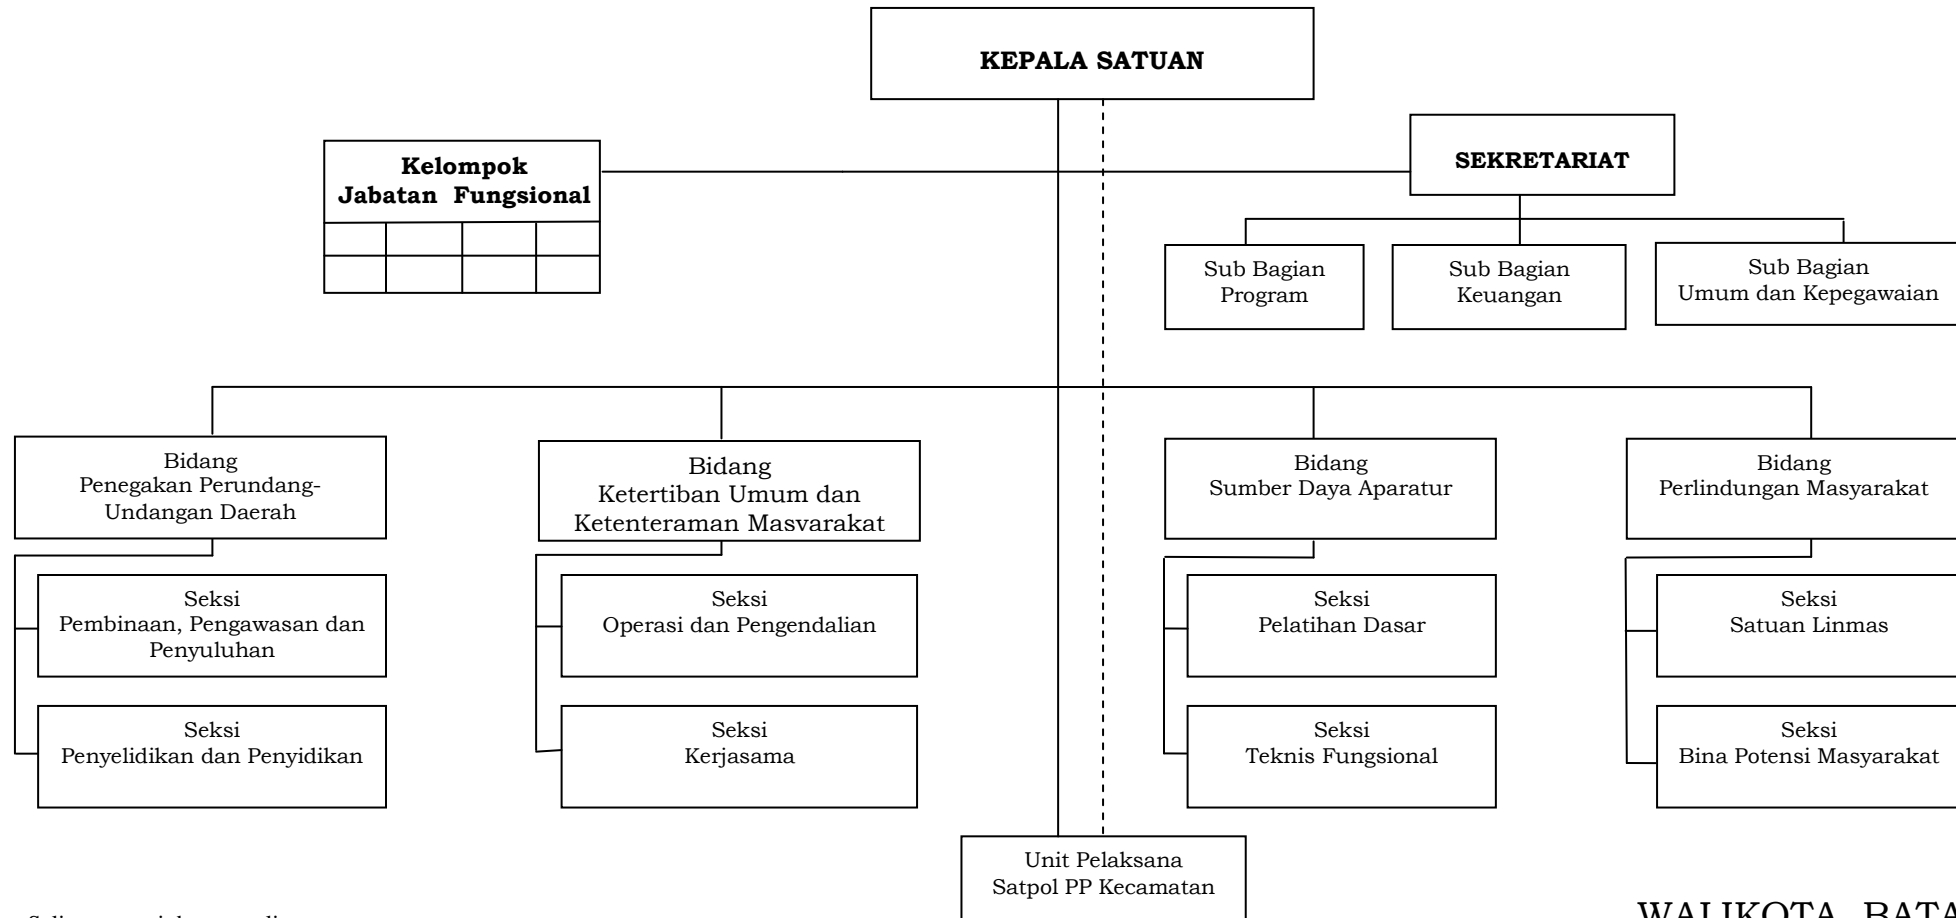 KEPALA SATUAN
Kelompok
Jabatan Fungsional
SEKRETARIAT
Sub Bagian
Program
Sub Bagian
Keuangan
Sub Bagian
Umum dan Kepegawaian
Bidang
Penegakan Perundang-
Undangan Daerah
Bidang
Ketertiban Umum dan
Ketenteraman Masvarakat
Bidang
Sumber Daya Aparatur
Bidang
Perlindungan Masyarakat
Seksi
Pembinaan, Pengawasan dan
Penyuluhan
Seksi
Operasi dan Pengendalian
Seksi
Pelatihan Dasar
Seksi
Satuan Linmas
Seksi
Penyelidikan dan Penyidikan
Seksi
Kerjasama
Seksi
Teknis Fungsional
Seksi
Bina Potensi Masyarakat
Unit Pelaksana
Satpol PP Kecamatan
WALIKOTA BATA